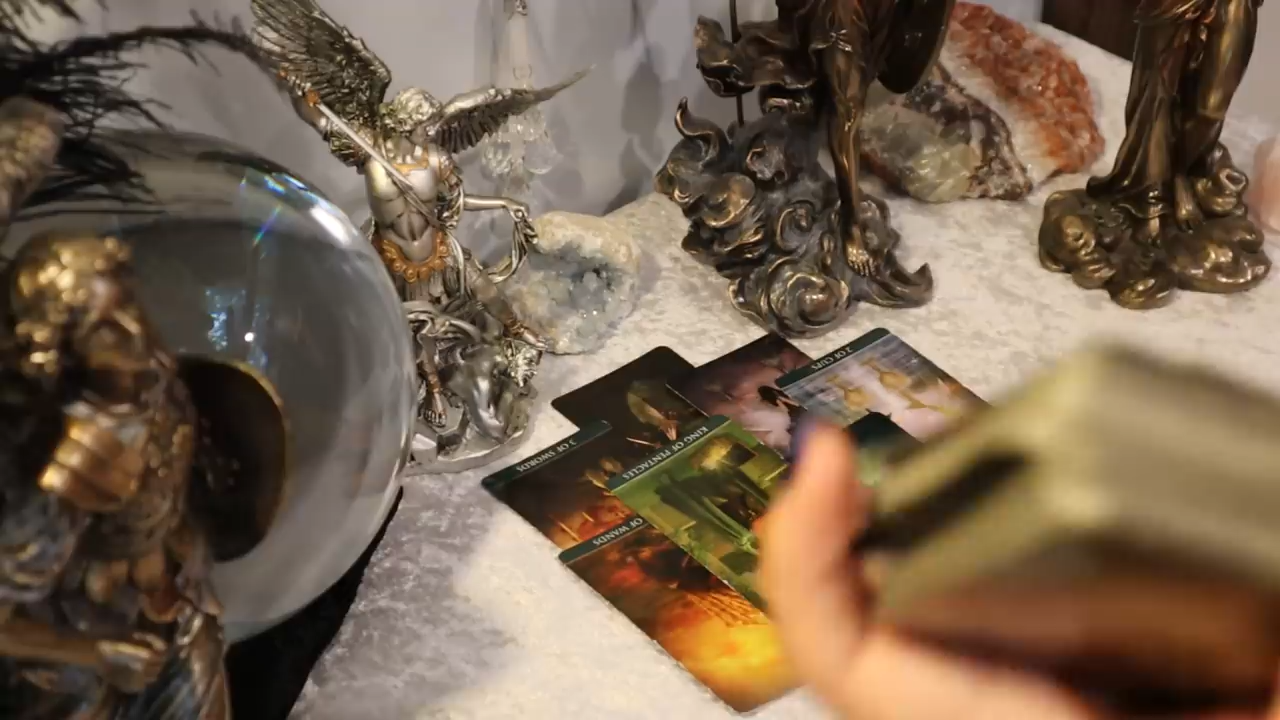 2 OF CUPS
KING OF PENTACLES
3 OF SWORDS
OF WANDS